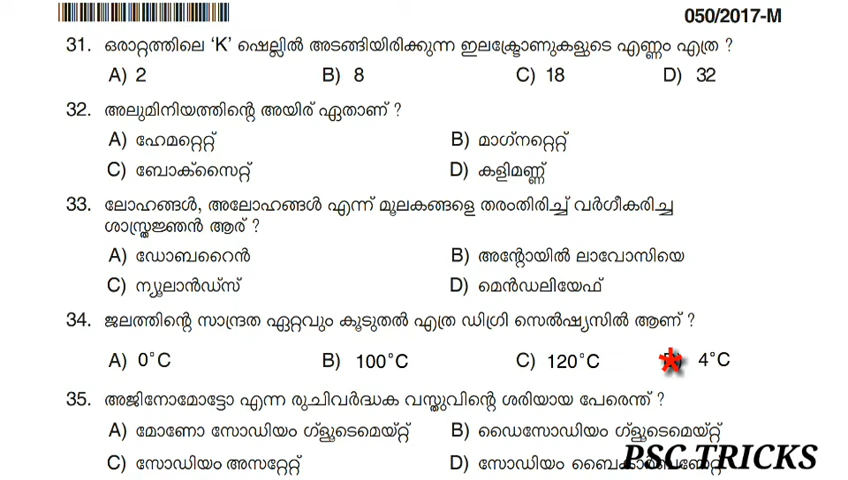 050/2017-M
31. ഒരാറ്റത്തിലെ ‘K’ ഷെല്ലിൽ അടങ്ങിയിരിക്കുന്ന ഇലക്ട്രോണുകളുടെ എണ്ണം എത്ര ?
A) 2 B) 8 C) 18 D) 32
32. അലുമിനിയത്തിന്റെ അയിര് ഏതാണ് ?
A) ഹേമറ്റൈറ്റ് B) മാഗ്നറ്റൈറ്റ്
C) ബോക്സൈറ്റ് D) കളിമണ്ണ്
33. ലോഹങ്ങൾ, അലോഹങ്ങൾ എന്ന് മൂലകങ്ങളെ തരംതിരിച്ച് വർഗീകരിച്ച
ശാസ്ത്രജ്ഞൻ ആര് ?
A) ഡോബറൈൻ B) അന്റോയിൽ ലാവോസിയെ
C) ന്യൂലാൻഡ്സ് D) മെൻഡലിയേഫ്
34. ജലത്തിന്റെ സാന്ദ്രത ഏറ്റവും കൂടുതൽ എത്ര ഡിഗ്രി സെൽഷ്യസിൽ ആണ് ?
A) 0°C B) 100°C C) 120°C 4°C
35. അജിനോമോട്ടോ എന്ന രുചിവർദ്ധക വസ്തുവിന്റെ ശരിയായ പേരെന്ത് ?
A) മോണോ സോഡിയം ഗ്ളൂടെമെയ്റ്റ് B) ഡൈസോഡിയം ഗ്ളൂടെമെയ്റ്റ്
C) സോഡിയം അസറ്റേറ്റ് D) സോഡിയം ബൈകാർബണേറ്റ്
PSC TRICKS